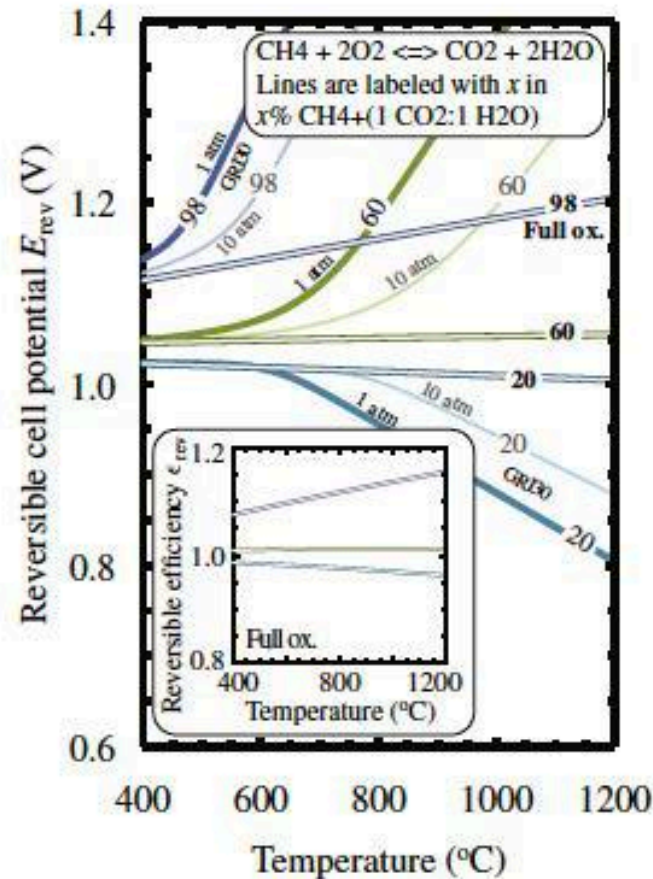 1.4
1.2
1.0
0.8
0.6
Reversible cell potential E_rev (V)
CH4 + 2O2 <=> CO2 + 2H2O
Lines are labeled with x in
x% CH4+(1 CO2:1 H2O)
1 atm
GRI30
98
98
10 atm
60
1 atm
60
10 atm
98
Full ox.
60
20
10 atm
1 atm
20
GRI30
20
Reversible efficiency ϵ_rev
1.2
1.0
0.8
Full ox.
400 800 1200
Temperature (°C)
400 600 800 1000 1200
Temperature (°C)